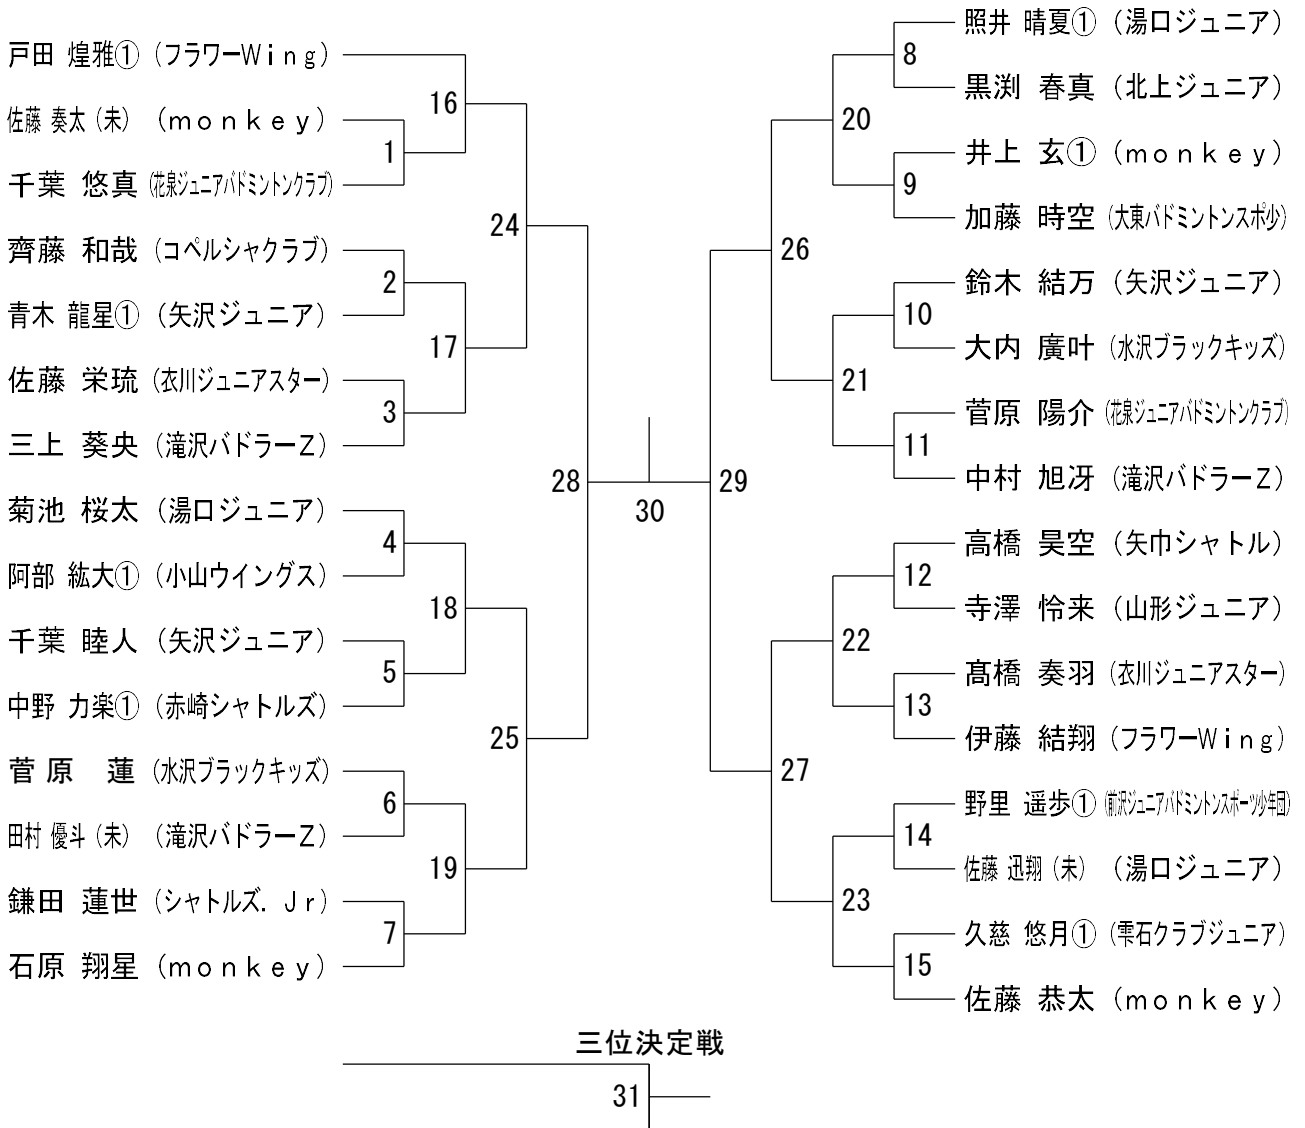 戸田 煌雅① (フラワーWing)
佐藤 奏太(未) (monkey)
千葉 悠真 (花泉ジュニアバドミントンクラブ)
齊藤 和哉 (コペルシャクラブ)
青木 龍星① (矢沢ジュニア)
佐藤 栄琉 (衣川ジュニアスター)
三上 葵央 (滝沢バドラーZ)
菊池 桜太 (湯口ジュニア)
阿部 紘大① (小山ウイングス)
千葉 睦人 (矢沢ジュニア)
中野 力楽① (赤崎シャトルズ)
菅原 蓮 (水沢ブラックキッズ)
田村 優斗(未) (滝沢バドラーZ)
鎌田 蓮世 (シャトルズ. Jr)
石原 翔星 (monkey)
1
2
3
4
5
6
7
16
17
18
19
24
25
28
30
29
26
27
20
21
22
23
8
9
10
11
12
13
14
15
照井 晴夏① (湯口ジュニア)
黒渕 春真 (北上ジュニア)
井上 玄① (monkey)
加藤 時空 (大東バドミントンスポ少)
鈴木 結万 (矢沢ジュニア)
大内 廣叶 (水沢ブラックキッズ)
菅原 陽介 (花泉ジュニアバドミントンクラブ)
中村 旭冴 (滝沢バドラーZ)
高橋 昊空 (矢巾シャトル)
寺澤 怜来 (山形ジュニア)
髙橋 奏羽 (衣川ジュニアスター)
伊藤 結翔 (フラワーWing)
野里 遥歩① (前沢ジュニアバドミントンスポーツ少年団)
佐藤 迅翔(未) (湯口ジュニア)
久慈 悠月① (雫石クラブジュニア)
佐藤 恭太 (monkey)
三位決定戦
31